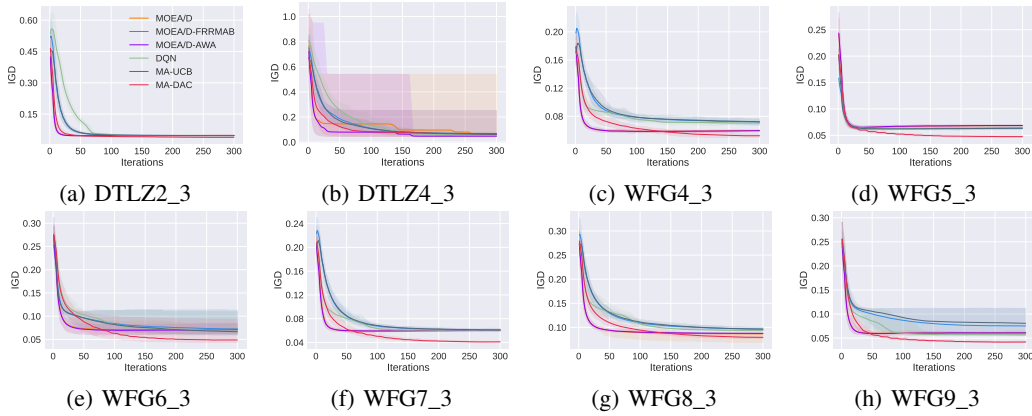 0.60
0.45
0.30
0.15
IGD
0 50 100 150 200 250 300
Iterations
MOEA/D
MOEA/D-FRRMAB
MOEA/D-AWA
DQN
MA-UCB
MA-DAC
(a) DTLZ2_3
1.0
0.8
0.6
0.4
0.2
0.0
IGD
0 50 100 150 200 250 300
Iterations
(b) DTLZ4_3
0.20
0.16
0.12
0.08
IGD
0 50 100 150 200 250 300
Iterations
(c) WFG4_3
0.25
0.20
0.15
0.10
0.05
IGD
0 50 100 150 200 250 300
Iterations
(d) WFG5_3
0.30
0.25
0.20
0.15
0.10
0.05
IGD
0 50 100 150 200 250 300
Iterations
(e) WFG6_3
0.24
0.20
0.16
0.12
0.08
0.04
IGD
0 50 100 150 200 250 300
Iterations
(f) WFG7_3
0.30
0.25
0.20
0.15
0.10
IGD
0 50 100 150 200 250 300
Iterations
(g) WFG8_3
0.30
0.25
0.20
0.15
0.10
0.05
IGD
0 50 100 150 200 250 300
Iterations
(h) WFG9_3